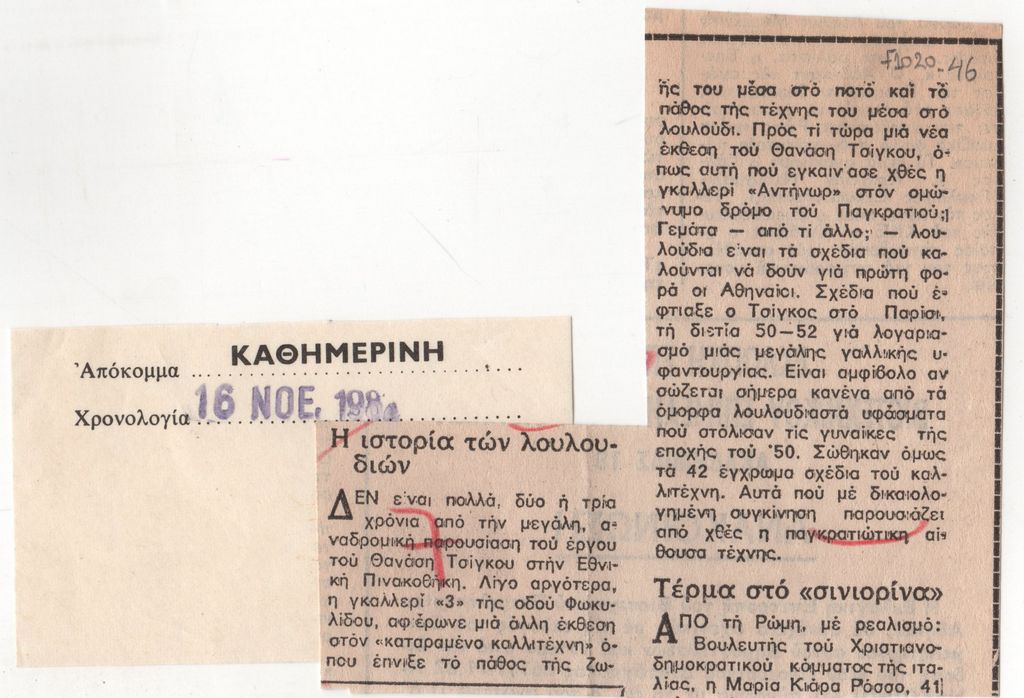 Ἀπόκομμα ΚΑΘΗΜΕΡΙΝΗ
Χρονολογία 16 ΝΟΕ.
Η ιστορία τών λουλου-
διών
ΔΕΝ είναι πολλά, δύο ή τρία
χρόνια από τήν μεγάλη, α-
ναδρομική παρουσίαση τού έργου
τού Θανάση Τσίγκου στήν Εθνι-
κή Πινακοθήκη. Λίγο αργότερα,
η γκαλλερί «3» τής οδού Φωκυ-
λίδου, αφιέρωνε μιά άλλη έκθεση
στόν «καταραμένο καλλιτέχνη» ό-
που έπνιξε τό πάθος τής ζω-
F1020-46
ής του μέσα στό ποτό καί τό
πάθος τής τέχνης του μέσα στό
λουλούδι. Πρός τί τώρα μιά νέα
έκθεση τού Θανάση Τσίγκου, ό-
πως αυτή πού εγκαινίασε χθές η
γκαλλερί «Αντήνωρ» στόν ομώ-
νυμο δρόμο τού Παγκρατιού;
Γεμάτα — από τί άλλο; — λου-
λούδια είναι τά σχέδια πού κα-
λούνται νά δούν γιά πρώτη φο-
ρά οι Αθηναίοι. Σχέδια πού έ-
φτιαξε ο Τσίγκος στό Παρίσι,
τή διετία 50—52 γιά λογαρια-
σμό μιάς μεγάλης γαλλικής υ-
φαντουργίας. Είναι αμφίβολο αν
σώζεται σήμερα κανένα από τά
όμορφα λουλουδιαστά υφάσματα
πού στόλισαν τίς γυναίκες τής
εποχής τού '50. Σώθηκαν όμως
τά 42 έγχρωμα σχέδια τού καλ-
λιτέχνη. Αυτά πού μέ δικαιολο-
γημένη συγκίνηση παρουσιάζει
από χθές η παγκρατιώτικη αί-
θουσα τέχνης.
Τέρμα στό «σινιορίνα»
ΑΠΟ τή Ρώμη, μέ ρεαλισμό:
Βουλευτής τού Χριστιανο-
δημοκρατικού κόμματος τής ιτα-
λίας, η Μαρία Κιάρα Ρόσσο, 41